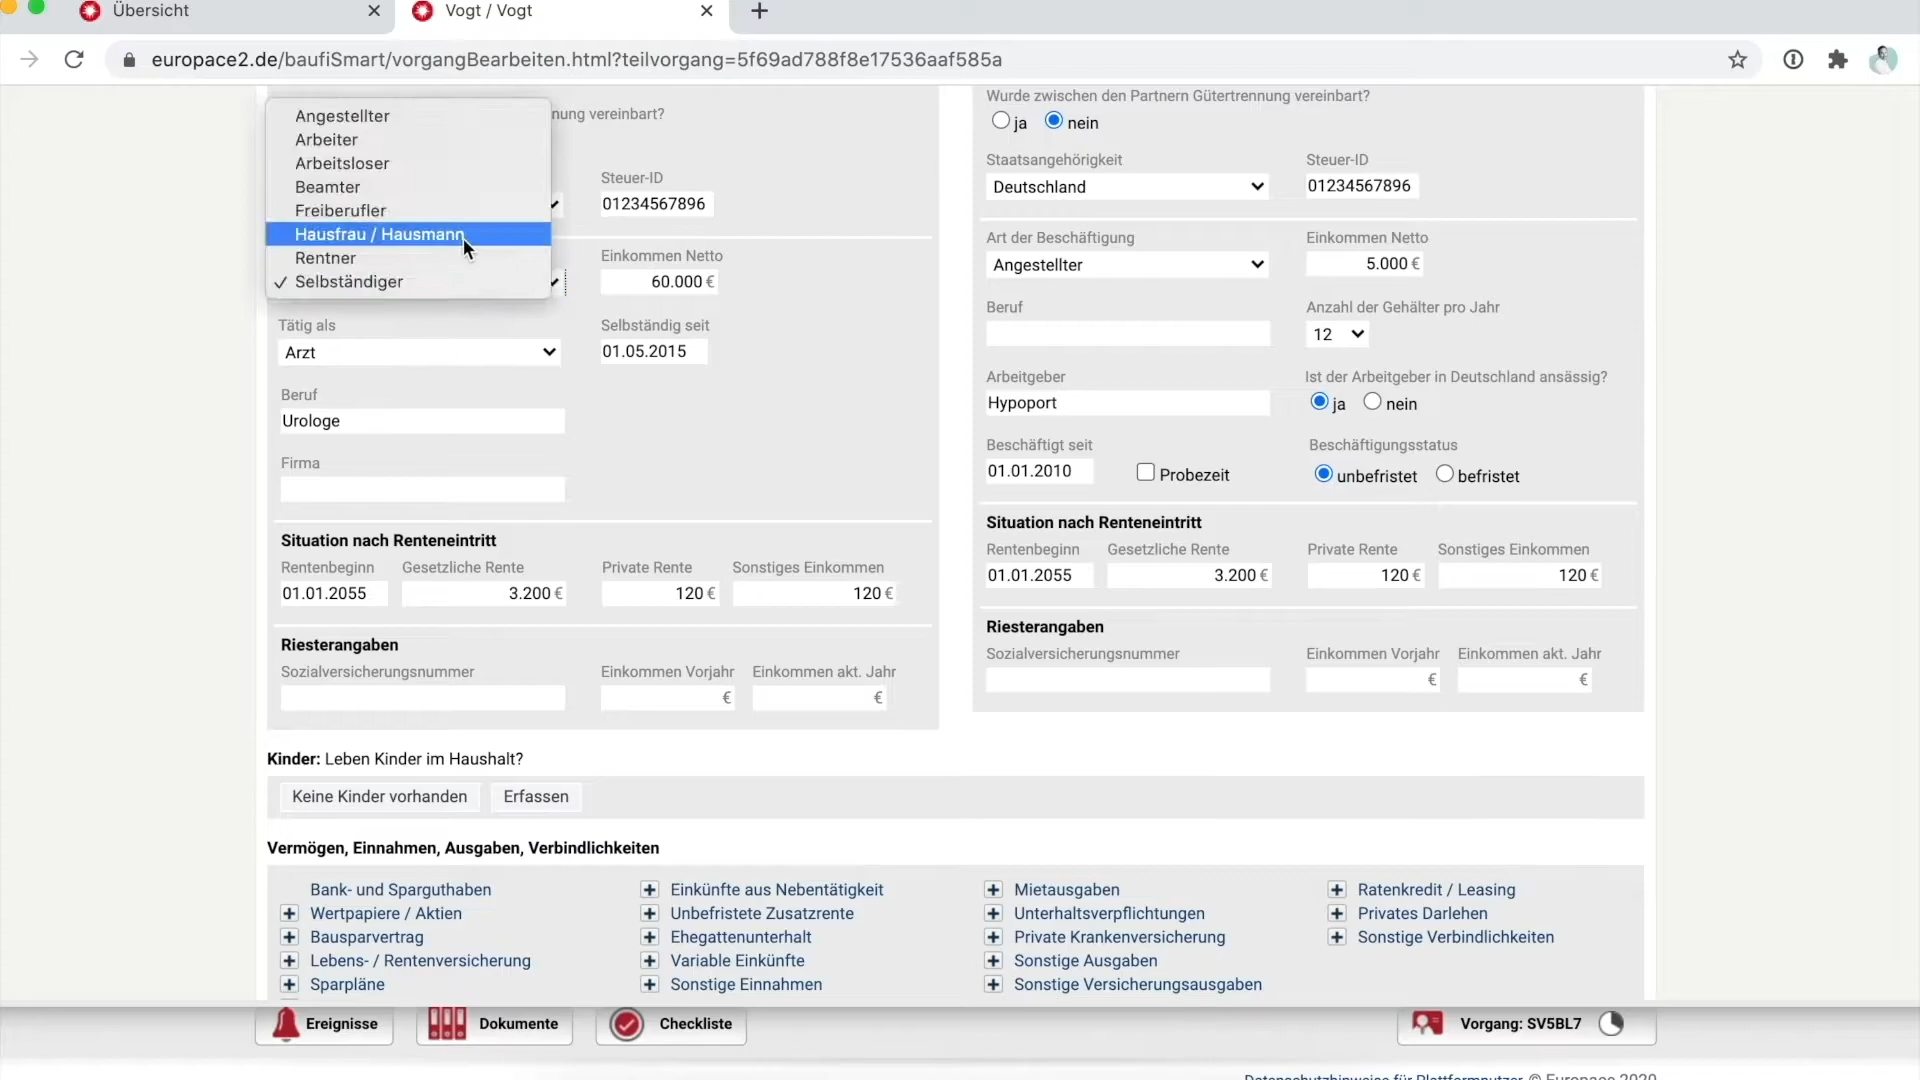 Übersicht
Vogt / Vogt
europace2.de/baufiSmart/vorgangBearbeiten.html?teilvorgang=5f69ad788f8e17536aaf585a
Angestellter
Arbeiter
Arbeitsloser
Beamter
Freiberufler
Hausfrau / Hausmann
Rentner
✓ Selbständiger
nung vereinbart?
Steuer-ID
01234567896
Einkommen Netto
60.000 €
Tätig als
Selbständig seit
Arzt
01.05.2015
Beruf
Urologe
Firma
Situation nach Renteneintritt
Rentenbeginn Gesetzliche Rente Private Rente Sonstiges Einkommen
01.01.2055 3.200 € 120 € 120 €
Riesterangaben
Sozialversicherungsnummer Einkommen Vorjahr Einkommen akt. Jahr
€ €
Wurde zwischen den Partnern Gütertrennung vereinbart?
ja nein
Staatsangehörigkeit Steuer-ID
Deutschland 01234567896
Art der Beschäftigung Einkommen Netto
Angestellter 5.000 €
Beruf Anzahl der Gehälter pro Jahr
12
Arbeitgeber Ist der Arbeitgeber in Deutschland ansässig?
Hypoport ja nein
Beschäftigt seit Beschäftigungsstatus
01.01.2010 Probezeit unbefristet befristet
Situation nach Renteneintritt
Rentenbeginn Gesetzliche Rente Private Rente Sonstiges Einkommen
01.01.2055 3.200 € 120 € 120 €
Riesterangaben
Sozialversicherungsnummer Einkommen Vorjahr Einkommen akt. Jahr
€ €
Kinder: Leben Kinder im Haushalt?
Keine Kinder vorhanden Erfassen
Vermögen, Einnahmen, Ausgaben, Verbindlichkeiten
Bank- und Sparguthaben
Wertpapiere / Aktien
Bausparvertrag
Lebens- / Rentenversicherung
Sparpläne
Einkünfte aus Nebentätigkeit
Unbefristete Zusatzrente
Ehegattenunterhalt
Variable Einkünfte
Sonstige Einnahmen
Mietausgaben
Unterhaltsverpflichtungen
Private Krankenversicherung
Sonstige Ausgaben
Sonstige Versicherungsausgaben
Ratenkredit / Leasing
Privates Darlehen
Sonstige Verbindlichkeiten
Ereignisse Dokumente Checkliste Vorgang: SV5BL7
Datenschutzhinweise für Plattformnutzer © Europace 2020